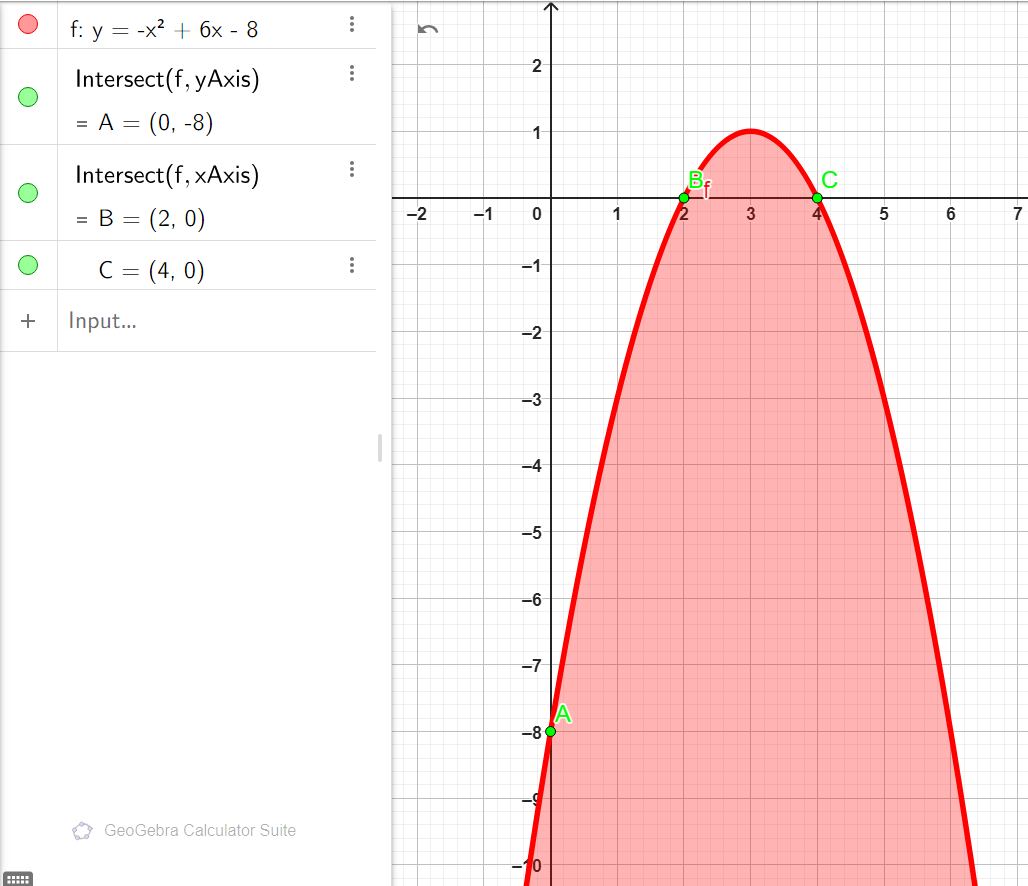 f: y = -x² + 6x - 8
Intersect(f, yAxis)
= A = (0, -8)
Intersect(f, xAxis)
= B = (2, 0)
C = (4, 0)
+ Input...
GeoGebra Calculator Suite
2
1
B
f
C
–2 –1 0 1 2 3 4 5 6 7
–1
–2
–3
–4
–5
–6
–7
A
–8
–9
–10